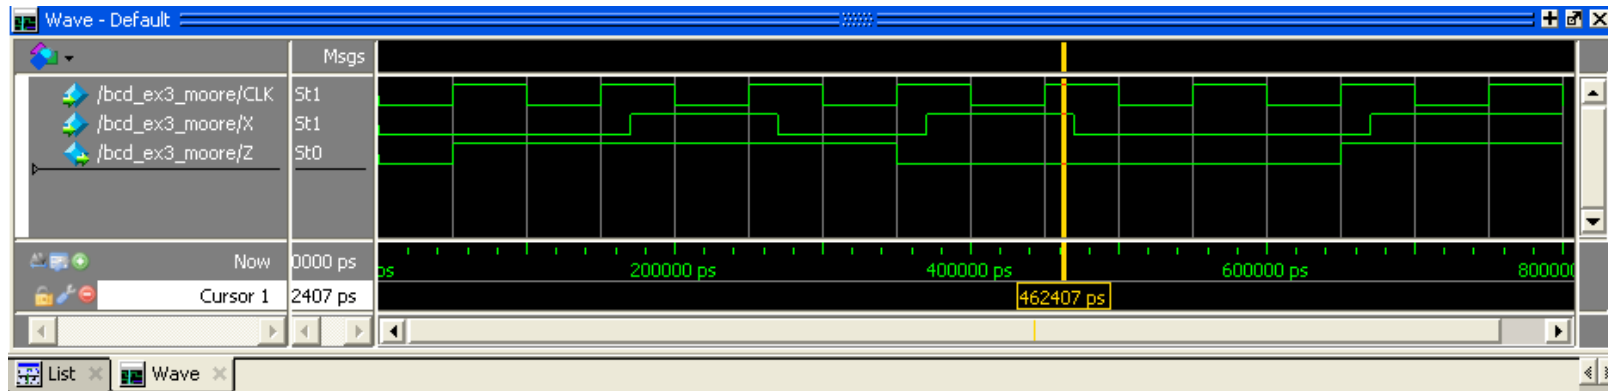 Wave - Default
Msgs
/bcd_ex3_moore/CLK St1
/bcd_ex3_moore/X St1
/bcd_ex3_moore/Z St0
Now 0000 ps
ps 200000 ps 400000 ps 600000 ps 800000
Cursor 1 2407 ps
462407 ps
List Wave